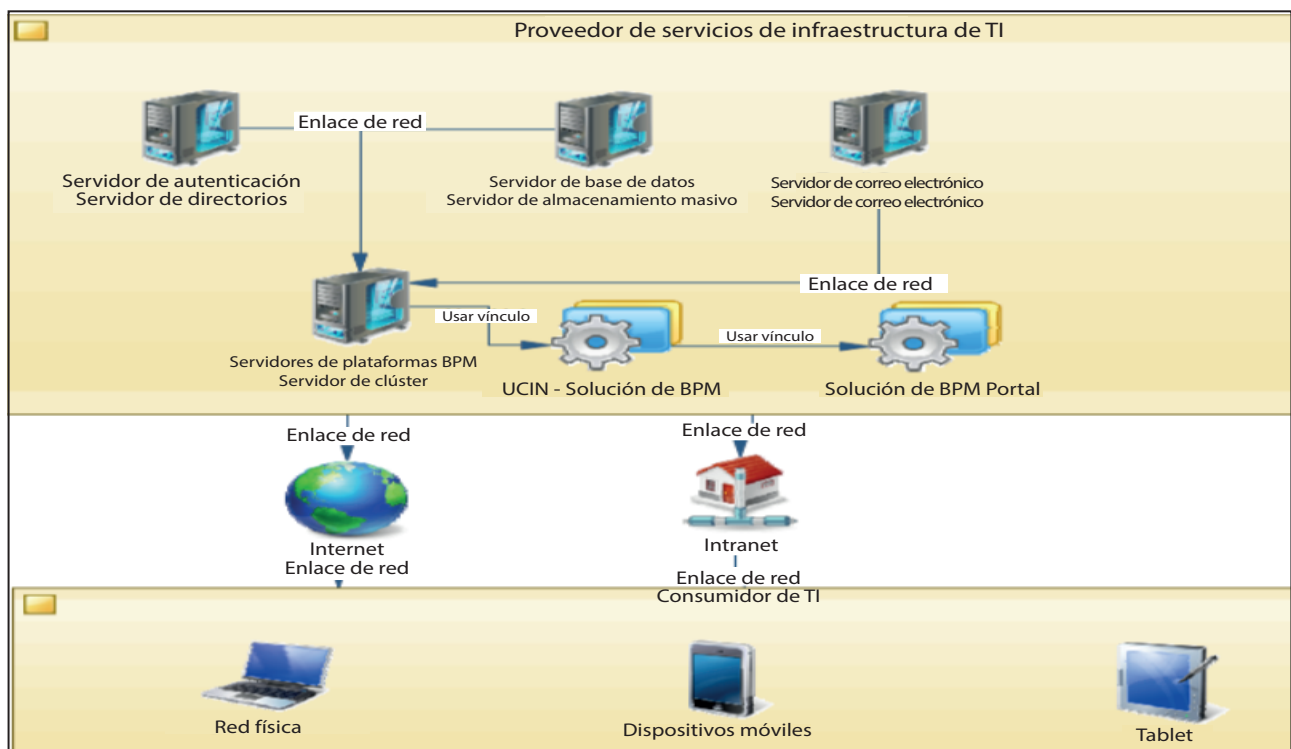 Proveedor de servicios de infraestructura de TI
Enlace de red
Servidor de autenticación
Servidor de directorios
Servidor de base de datos
Servidor de almacenamiento masivo
Servidor de correo electrónico
Servidor de correo electrónico
Enlace de red
Usar vínculo
Usar vínculo
Servidores de plataformas BPM
Servidor de clúster
UCIN - Solución de BPM
Solución de BPM Portal
Enlace de red
Enlace de red
Internet
Enlace de red
Intranet
Enlace de red
Consumidor de TI
Red física
Dispositivos móviles
Tablet